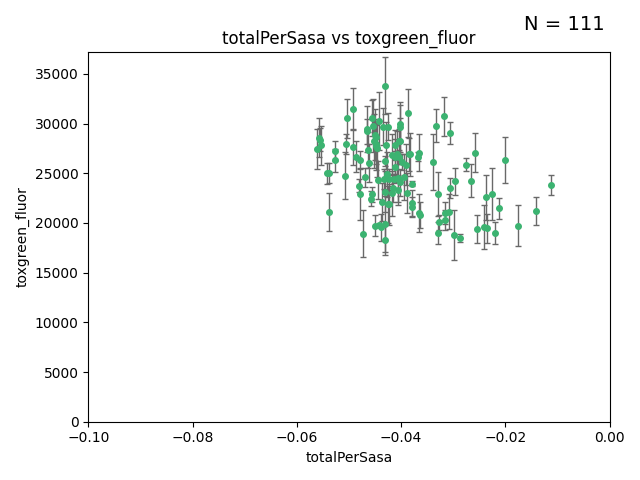 N = 111
totalPerSasa vs toxgreen_fluor
35000
30000
25000
20000
15000
10000
5000
0
toxgreen_fluor
−0.10 −0.08 −0.06 −0.04 −0.02 0.00
totalPerSasa